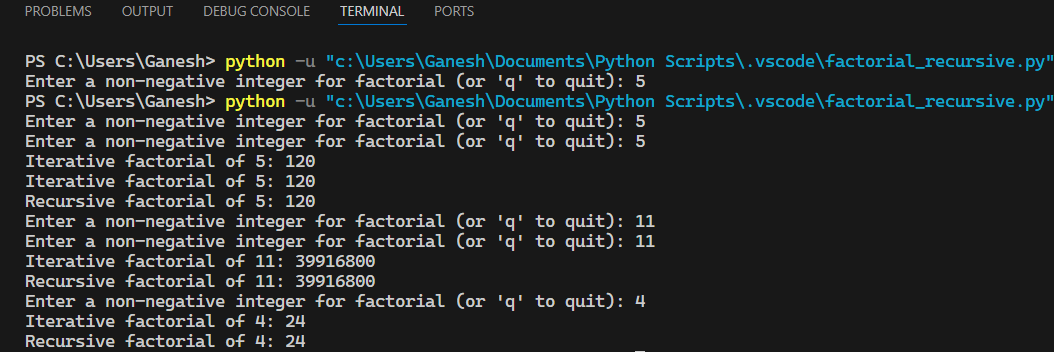 PROBLEMS OUTPUT DEBUG CONSOLE TERMINAL PORTS
PS C:\Users\Ganesh> python -u "c:\Users\Ganesh\Documents\Python Scripts\.vscode\factorial_recursive.py"
Enter a non-negative integer for factorial (or 'q' to quit): 5
PS C:\Users\Ganesh> python -u "c:\Users\Ganesh\Documents\Python Scripts\.vscode\factorial_recursive.py"
Enter a non-negative integer for factorial (or 'q' to quit): 5
Enter a non-negative integer for factorial (or 'q' to quit): 5
Iterative factorial of 5: 120
Iterative factorial of 5: 120
Recursive factorial of 5: 120
Enter a non-negative integer for factorial (or 'q' to quit): 11
Enter a non-negative integer for factorial (or 'q' to quit): 11
Iterative factorial of 11: 39916800
Recursive factorial of 11: 39916800
Enter a non-negative integer for factorial (or 'q' to quit): 4
Iterative factorial of 4: 24
Recursive factorial of 4: 24